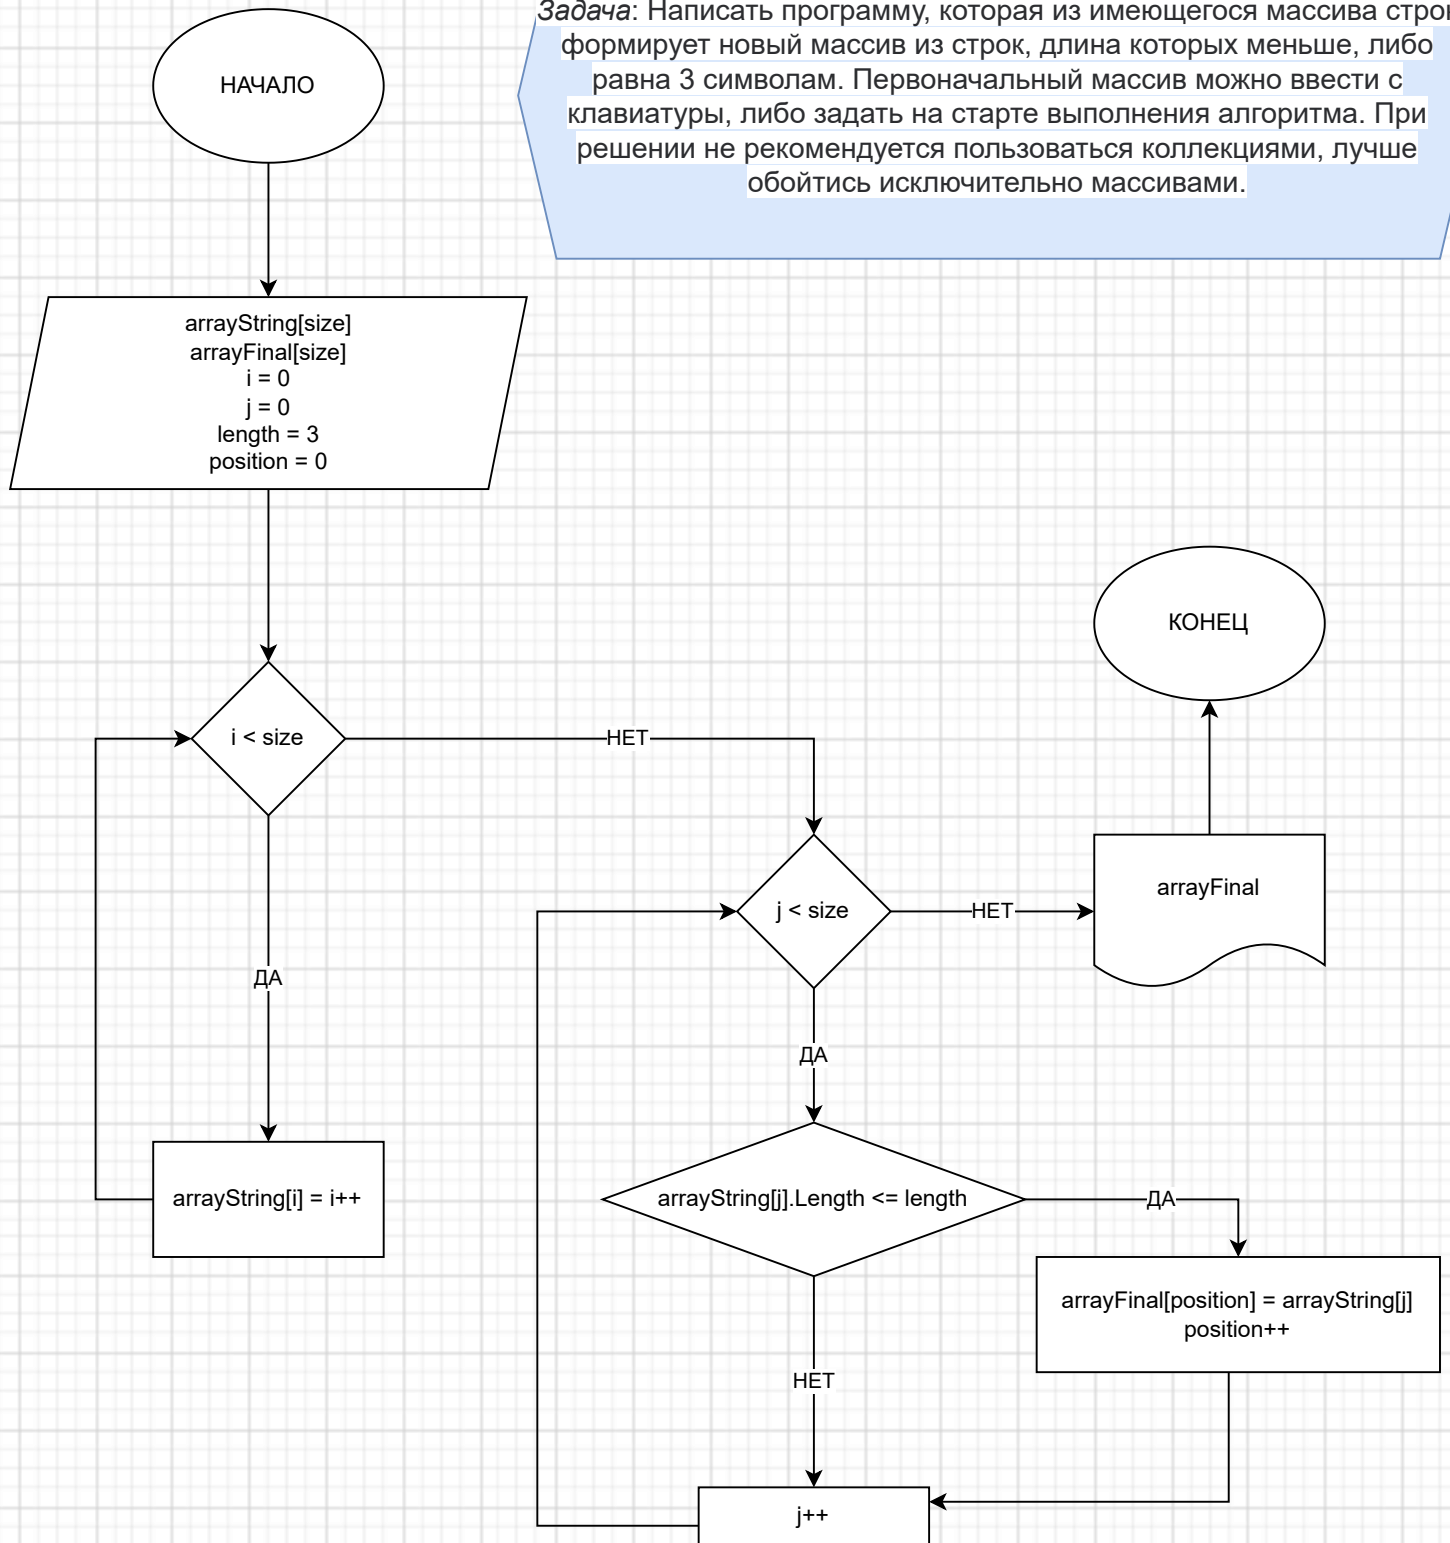 Задача: Написать программу, которая из имеющегося массива строк
формирует новый массив из строк, длина которых меньше, либо
равна 3 символам. Первоначальный массив можно ввести с
клавиатуры, либо задать на старте выполнения алгоритма. При
решении не рекомендуется пользоваться коллекциями, лучше
обойтись исключительно массивами.
НАЧАЛО
arrayString[size]
arrayFinal[size]
i = 0
j = 0
length = 3
position = 0
i < size
НЕТ
ДА
arrayString[i] = i++
j < size
НЕТ
arrayFinal
КОНЕЦ
ДА
arrayString[j].Length <= length
ДА
arrayFinal[position] = arrayString[j]
position++
НЕТ
j++